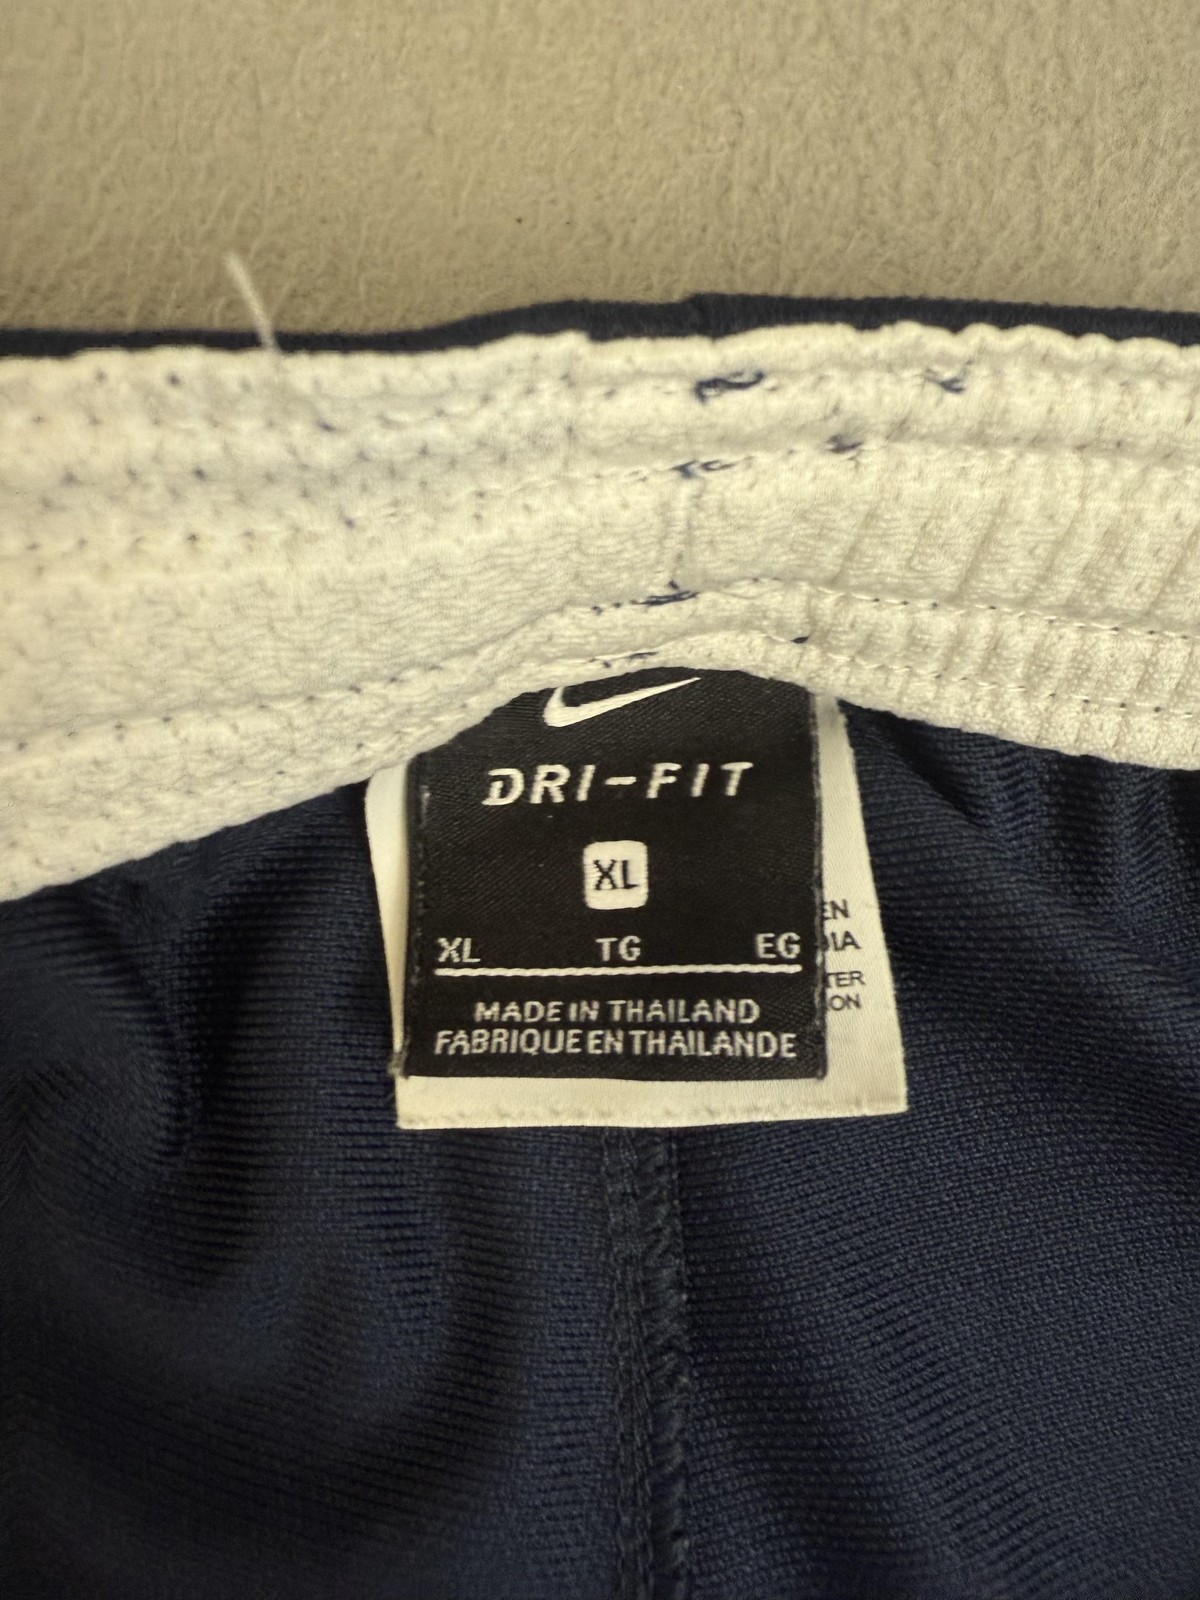 DRI-FIT
XL
XL TG EG
MADE IN THAILAND
FABRIQUE EN THAILANDE